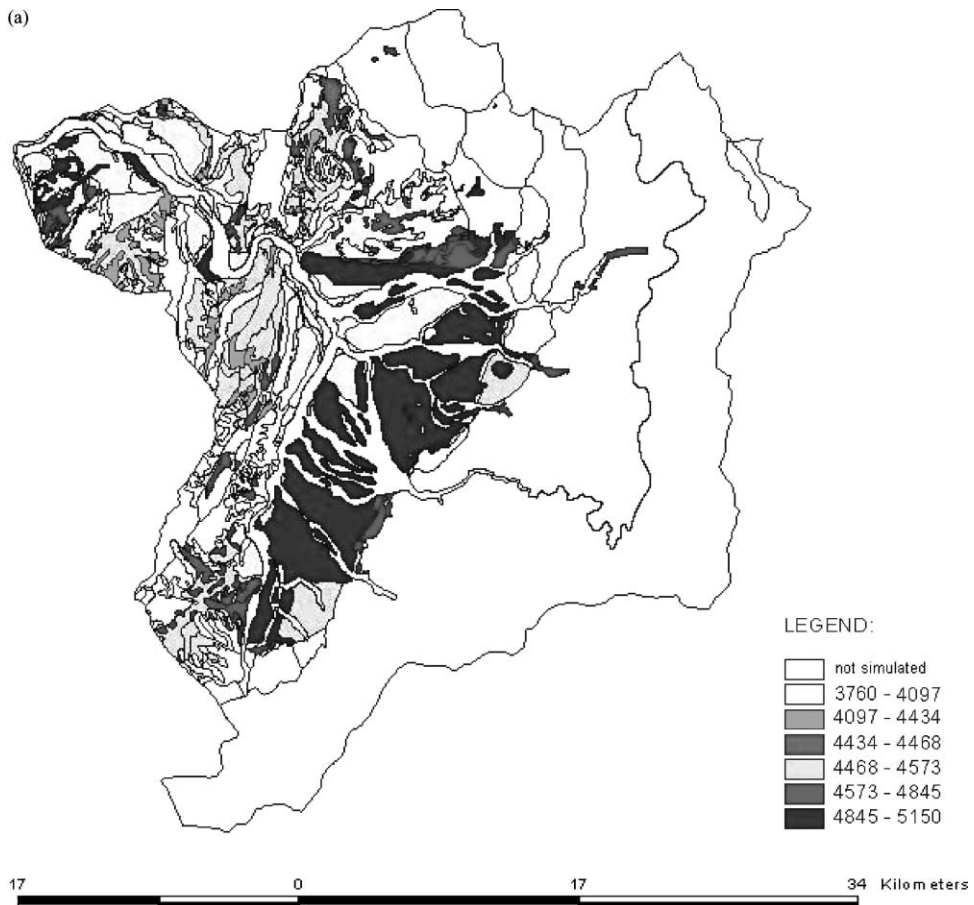 (a)
LEGEND:
not simulated
3760 - 4097
4097 - 4434
4434 - 4468
4468 - 4573
4573 - 4845
4845 - 5150
17 0 17 34 Kilometers